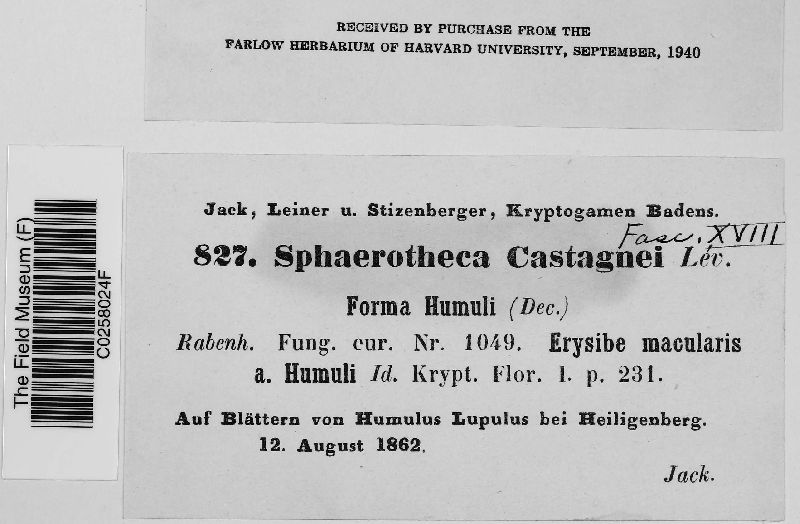 RECEIVED BY PURCHASE FROM THE
FARLOW HERBARIUM OF HARVARD UNIVERSITY, SEPTEMBER, 1940
The Field Museum (F)
C0258024F
Jack, Leiner u. Stizenberger, Kryptogamen Badens.
Fasc. XVIII
827. Sphaerotheca Castagnei Lév.
Forma Humuli (Dec.)
Rabenh. Fung. eur. Nr. 1049. Erysibe macularis
a. Humuli Id. Krypt. Flor. 1. p. 231.
Auf Blättern von Humulus Lupulus bei Heiligenberg.
12. August 1862.
Jack.